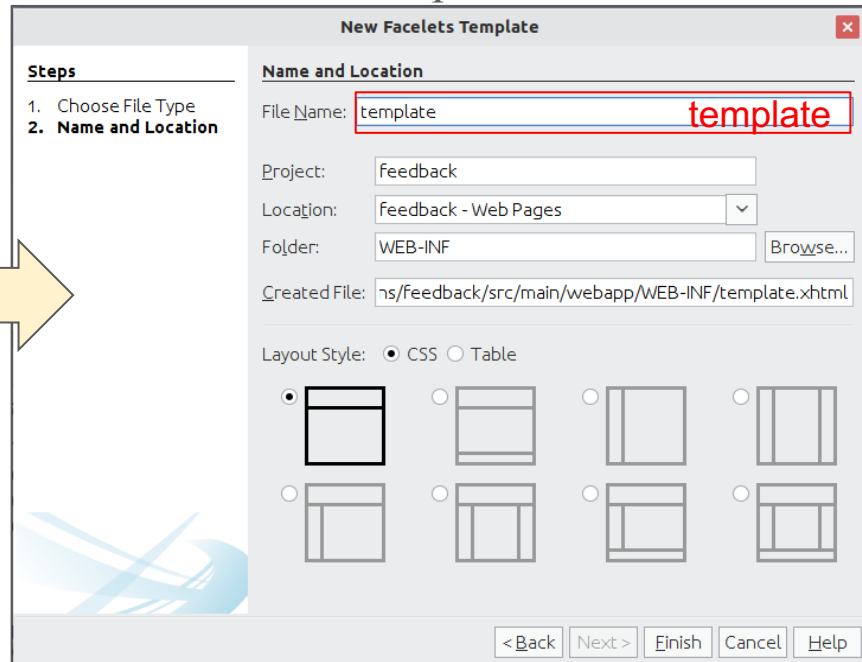 New Facelets Template
Steps
1. Choose File Type
2. Name and Location
Name and Location
File Name: template template
Project: feedback
Location: feedback - Web Pages
Folder: WEB-INF Browse...
Created File: ns/feedback/src/main/webapp/WEB-INF/template.xhtml
Layout Style: CSS Table
< Back Next > Finish Cancel Help